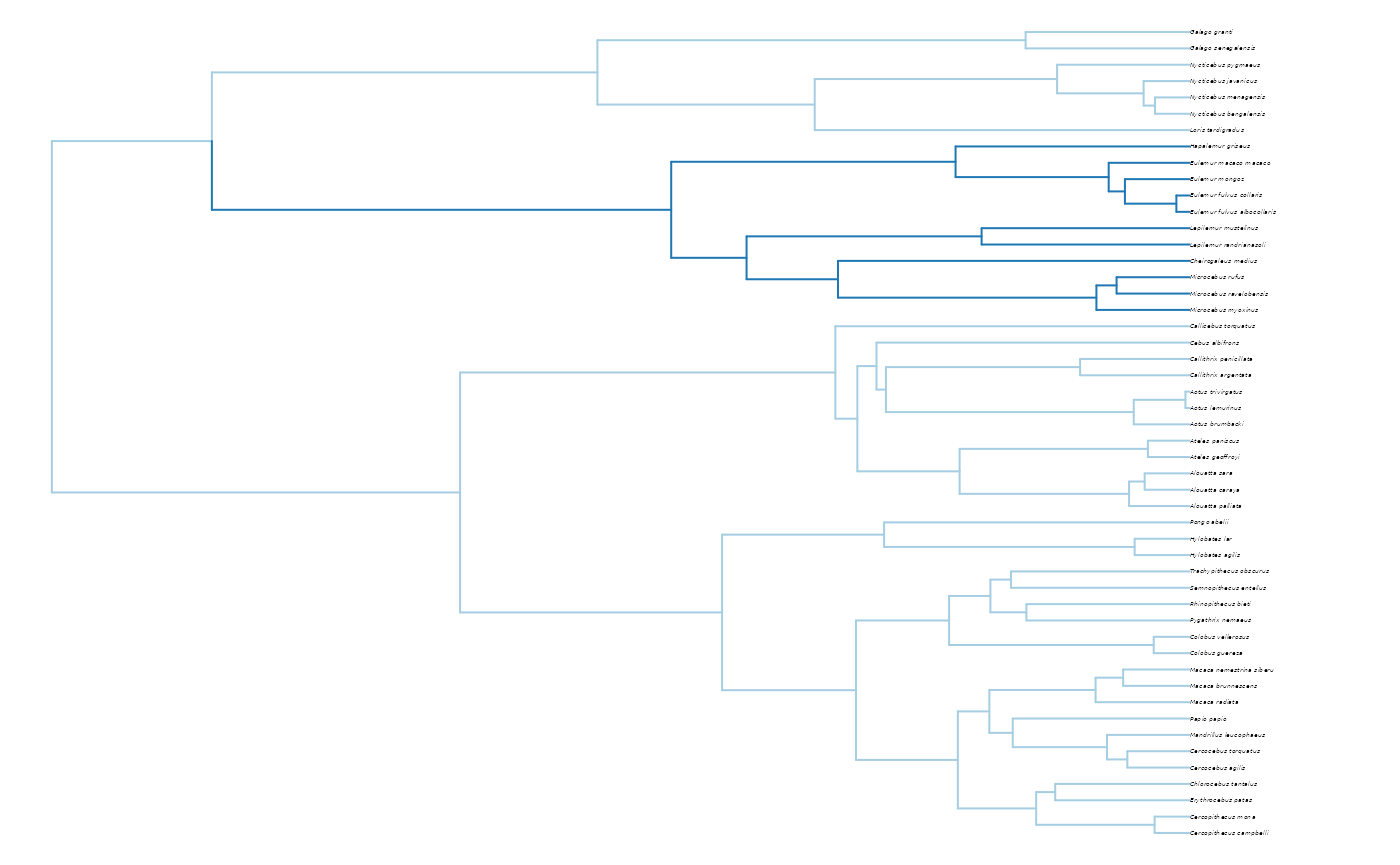 Galago granti
Galago senegalensis
Nycticebus pygmaeus
Nycticebus javanicus
Nycticebus menagensis
Nycticebus bengalensis
Loris tardigradus
Hapalemur griseus
Eulemur macaco macaco
Eulemur mongoz
Eulemur fulvus collaris
Eulemur fulvus albocollaris
Lepilemur mustelinus
Lepilemur randrianasoli
Cheirogaleus medius
Microcebus rufus
Microcebus ravelobensis
Microcebus myoxinus
Callicebus torquatus
Cebus albifrons
Callithrix penicillata
Callithrix argentata
Aotus trivirgatus
Aotus lemurinus
Aotus brumbacki
Ateles paniscus
Ateles geoffroyi
Alouatta sara
Alouatta caraya
Alouatta palliata
Pongo abelii
Hylobates lar
Hylobates agilis
Trachypithecus obscurus
Semnopithecus entellus
Rhinopithecus bieti
Pygathrix nemaeus
Colobus vellerosus
Colobus guereza
Macaca nemestrina siberu
Macaca brunnescens
Macaca radiata
Papio papio
Mandrillus leucophaeus
Cercocebus torquatus
Cercocebus agilis
Chlorocebus tantalus
Erythrocebus patas
Cercopithecus mona
Cercopithecus campbelli